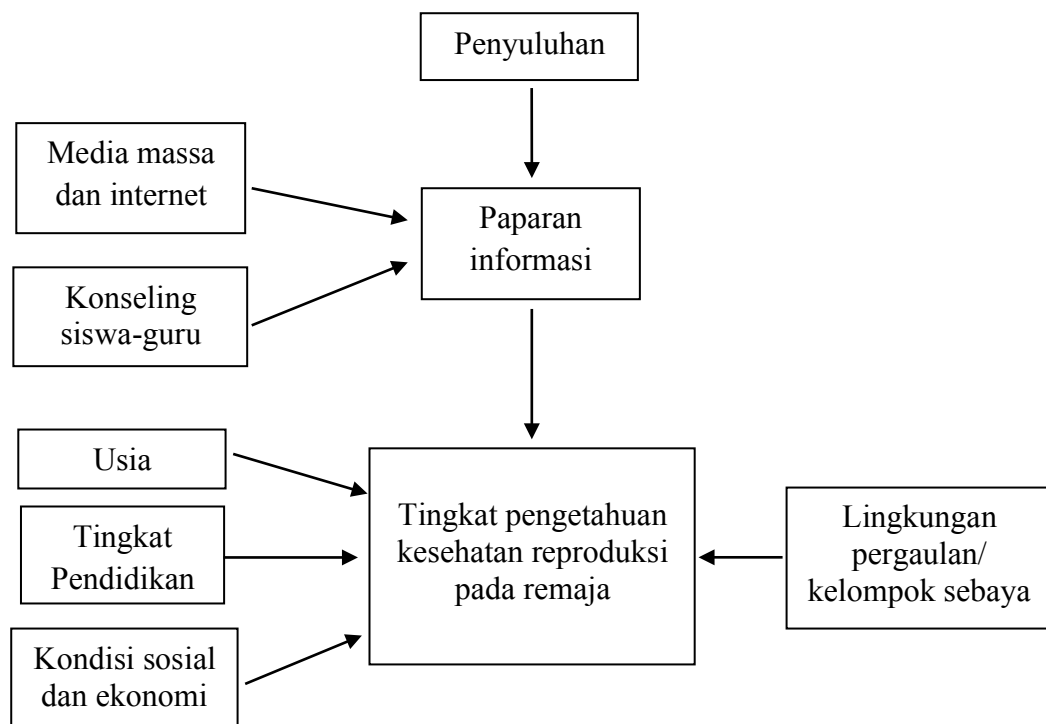 Penyuluhan
Media massa
dan internet
Paparan
informasi
Konseling
siswa-guru
Usia
Tingkat
Pendidikan
Kondisi sosial
dan ekonomi
Tingkat pengetahuan
kesehatan reproduksi
pada remaja
Lingkungan
pergaulan/
kelompok sebaya